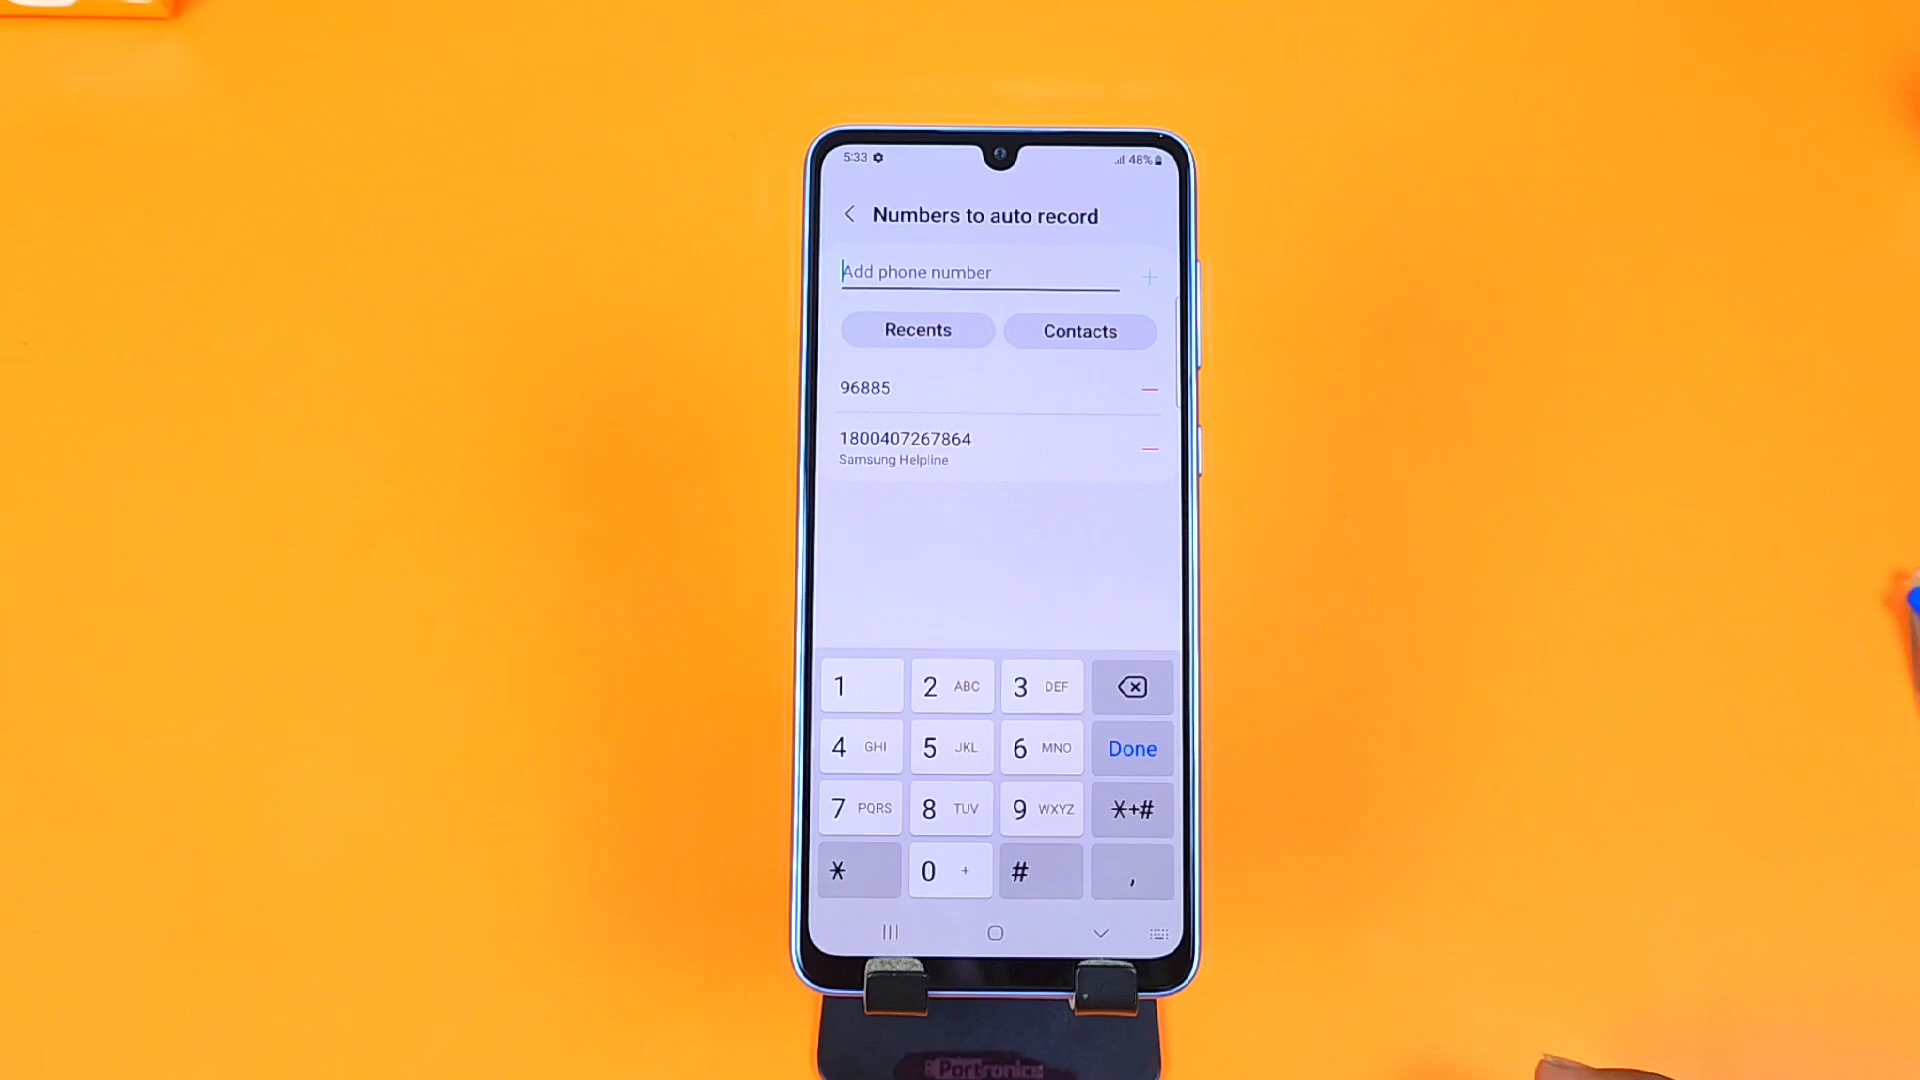 5:33
48%
Numbers to auto record
Add phone number
Recents
Contacts
96885
1800407267864
Samsung Helpline
1
2 ABC
3 DEF
4 GHI
5 JKL
6 MNO
Done
7 PQRS
8 TUV
9 WXYZ
*+#
*
0 +
#
,
Portronics